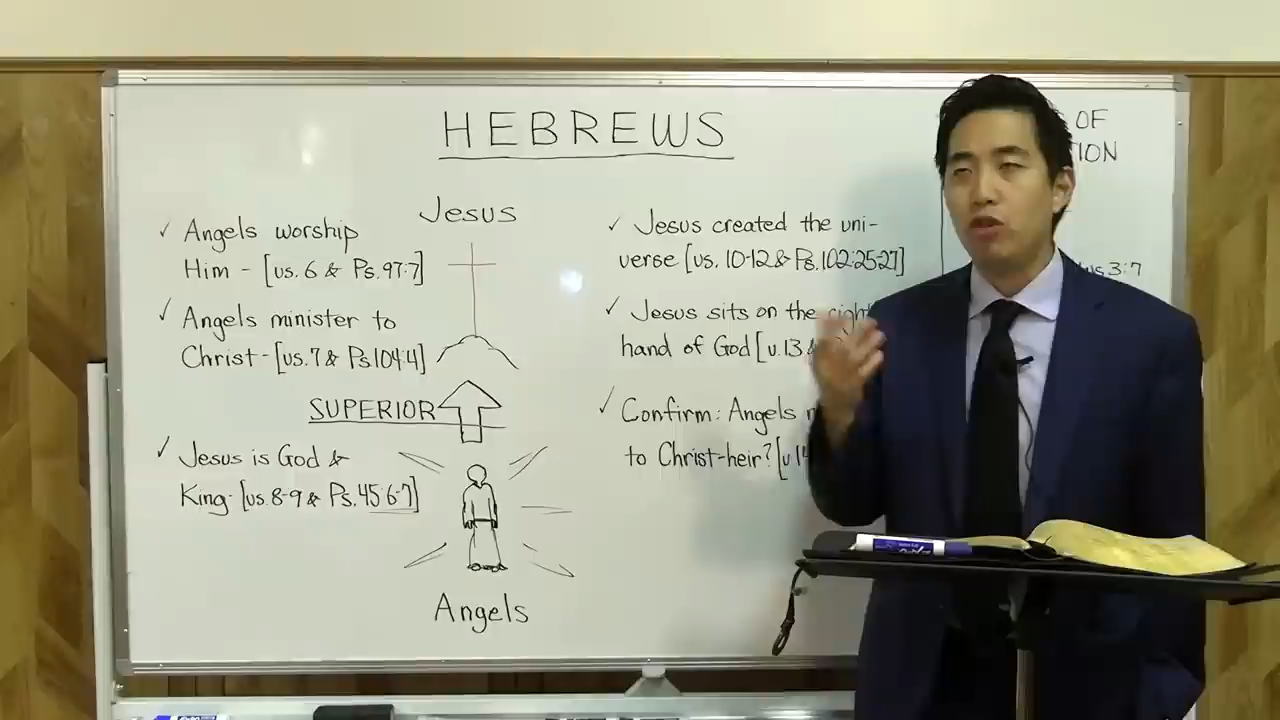 HEBREWS
Jesus
✓ Angels worship
Him - [vs. 6 & Ps. 97:7]
✓ Angels minister to
Christ - [vs. 7 & Ps 104:4]
SUPERIOR
✓ Jesus is God &
King - [vs. 8-9 & Ps. 45:6-7]
Angels
✓ Jesus created the uni-
verse [vs. 10-12 & Ps. 102:25-27]
✓ Jesus sits on the right
hand of God [v.13 &
✓ Confirm: Angels
to Christ-heir? [v 14
OF
3:7